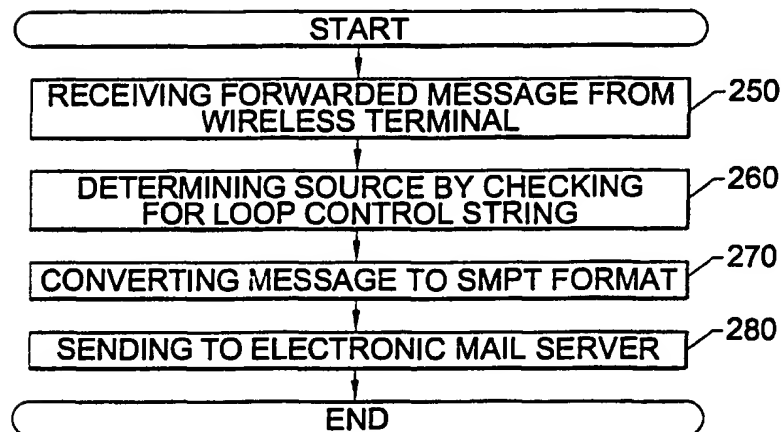 START
RECEIVING FORWARDED MESSAGE FROM
WIRELESS TERMINAL
250
DETERMINING SOURCE BY CHECKING
FOR LOOP CONTROL STRING
260
CONVERTING MESSAGE TO SMPT FORMAT
270
SENDING TO ELECTRONIC MAIL SERVER
280
END